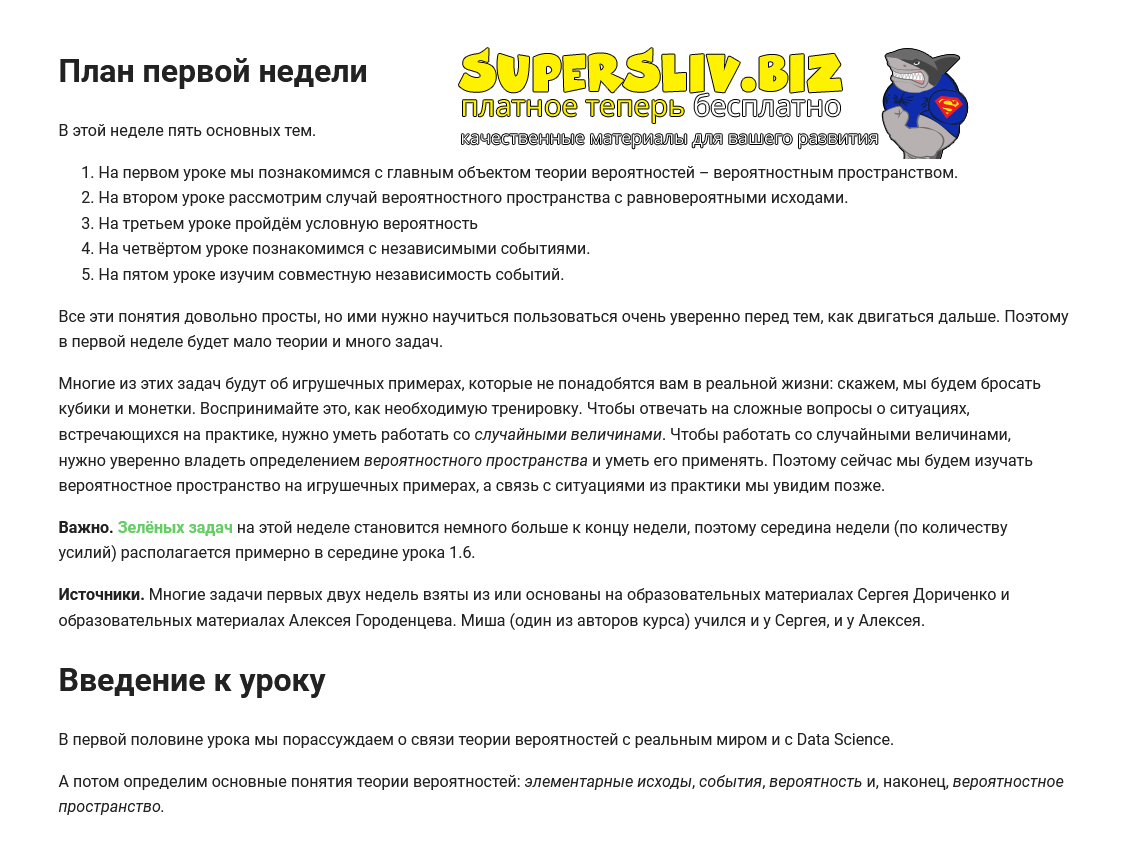 План первой недели
SUPERSLIV.BIZ
платное теперь бесплатно
качественные материалы для вашего развития
В этой неделе пять основных тем.
1. На первом уроке мы познакомимся с главным объектом теории вероятностей – вероятностным пространством.
2. На втором уроке рассмотрим случай вероятностного пространства с равновероятными исходами.
3. На третьем уроке пройдём условную вероятность
4. На четвёртом уроке познакомимся с независимыми событиями.
5. На пятом уроке изучим совместную независимость событий.
Все эти понятия довольно просты, но ими нужно научиться пользоваться очень уверенно перед тем, как двигаться дальше. Поэтому
в первой неделе будет мало теории и много задач.
Многие из этих задач будут об игрушечных примерах, которые не понадобятся вам в реальной жизни: скажем, мы будем бросать
кубики и монетки. Воспринимайте это, как необходимую тренировку. Чтобы отвечать на сложные вопросы о ситуациях,
встречающихся на практике, нужно уметь работать со случайными величинами. Чтобы работать со случайными величинами,
нужно уверенно владеть определением вероятностного пространства и уметь его применять. Поэтому сейчас мы будем изучать
вероятностное пространство на игрушечных примерах, а связь с ситуациями из практики мы увидим позже.
Важно. Зелёных задач на этой неделе становится немного больше к концу недели, поэтому середина недели (по количеству
усилий) располагается примерно в середине урока 1.6.
Источники. Многие задачи первых двух недель взяты из или основаны на образовательных материалах Сергея Дориченко и
образовательных материалах Алексея Городенцева. Миша (один из авторов курса) учился и у Сергея, и у Алексея.
Введение к уроку
В первой половине урока мы порассуждаем о связи теории вероятностей с реальным миром и с Data Science.
А потом определим основные понятия теории вероятностей: элементарные исходы, события, вероятность и, наконец, вероятностное
пространство.